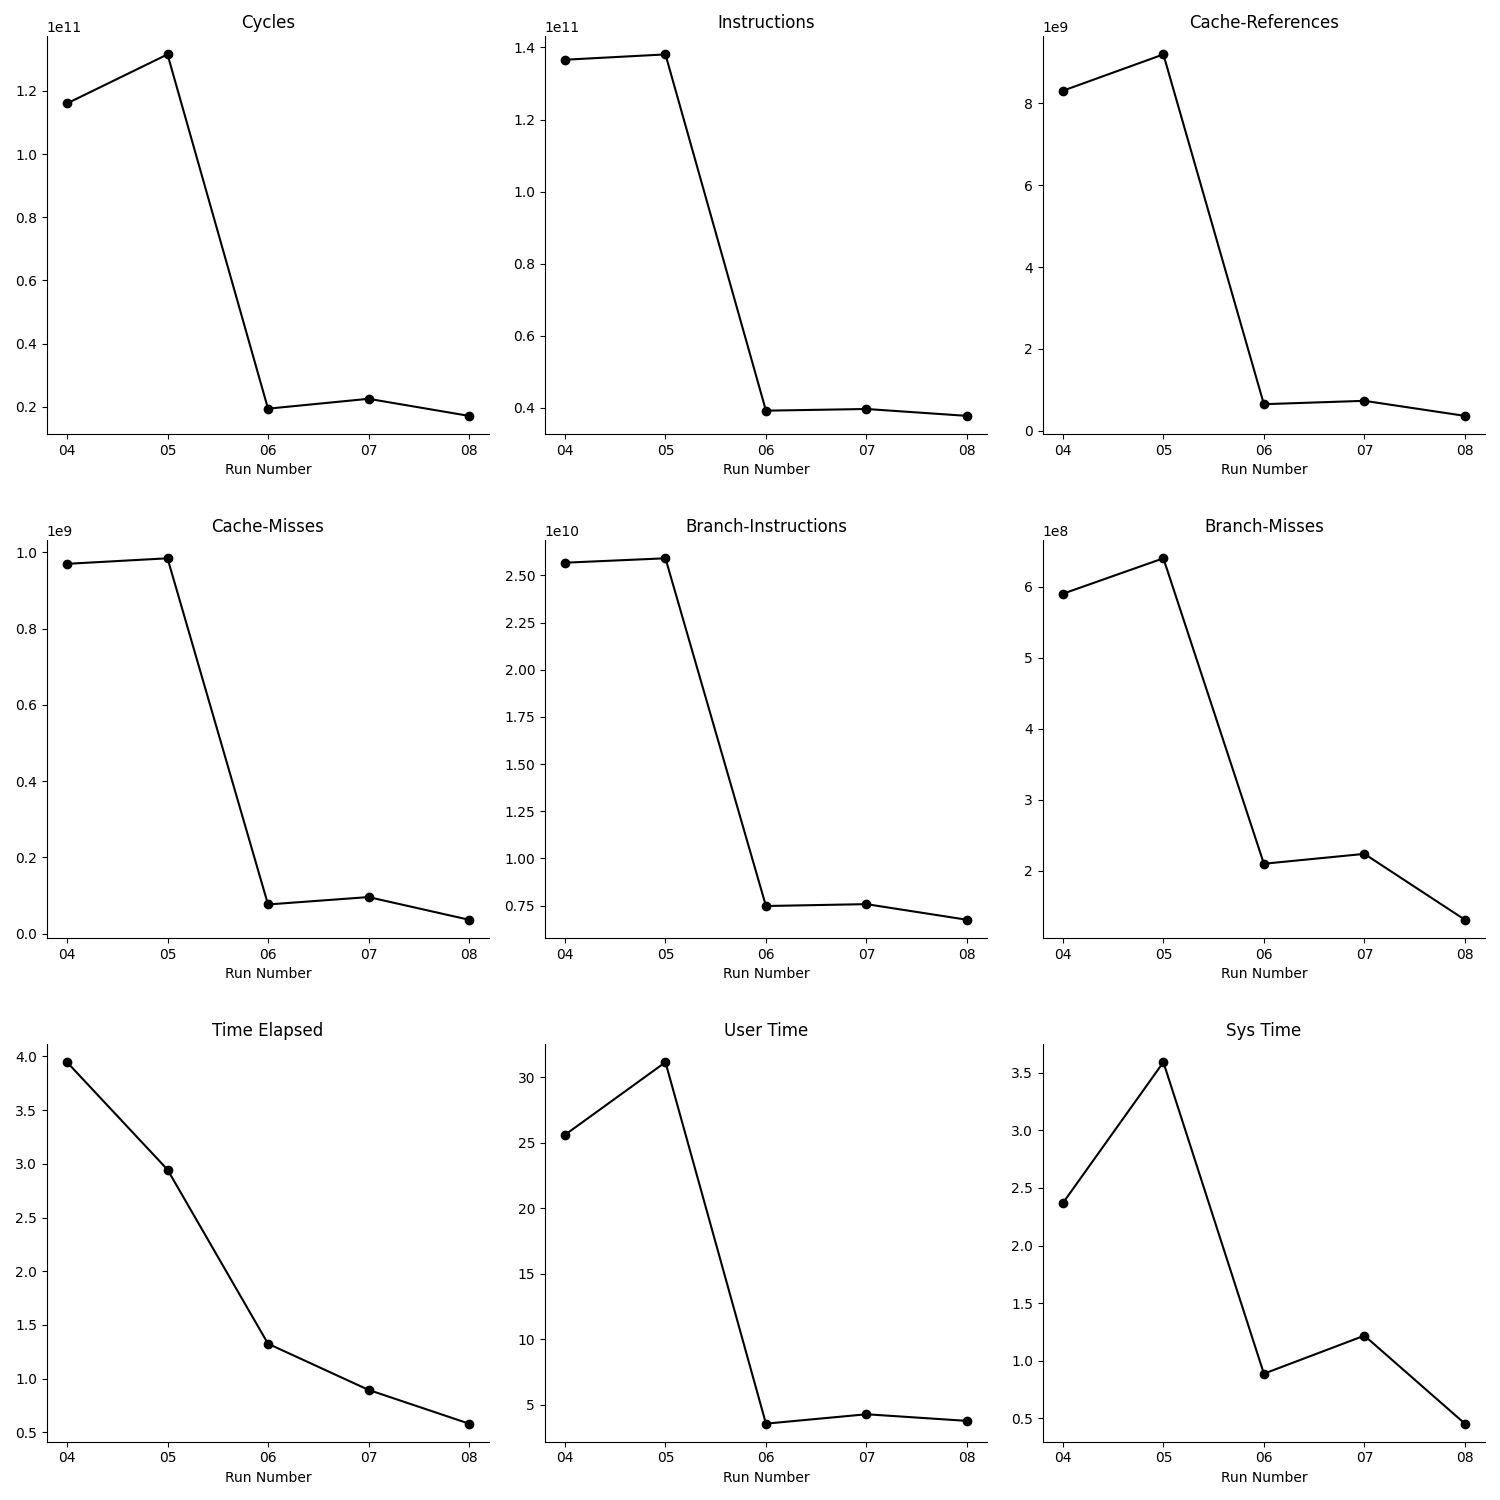 Cycles
1e11
1.2
1.0
0.8
0.6
0.4
0.2
04 05 06 07 08
Run Number
Instructions
1e11
1.4
1.2
1.0
0.8
0.6
0.4
04 05 06 07 08
Run Number
Cache-References
1e9
8
6
4
2
0
04 05 06 07 08
Run Number
Cache-Misses
1e9
1.0
0.8
0.6
0.4
0.2
0.0
04 05 06 07 08
Run Number
Branch-Instructions
1e10
2.50
2.25
2.00
1.75
1.50
1.25
1.00
0.75
04 05 06 07 08
Run Number
Branch-Misses
1e8
6
5
4
3
2
04 05 06 07 08
Run Number
Time Elapsed
4.0
3.5
3.0
2.5
2.0
1.5
1.0
0.5
04 05 06 07 08
Run Number
User Time
30
25
20
15
10
5
04 05 06 07 08
Run Number
Sys Time
3.5
3.0
2.5
2.0
1.5
1.0
0.5
04 05 06 07 08
Run Number